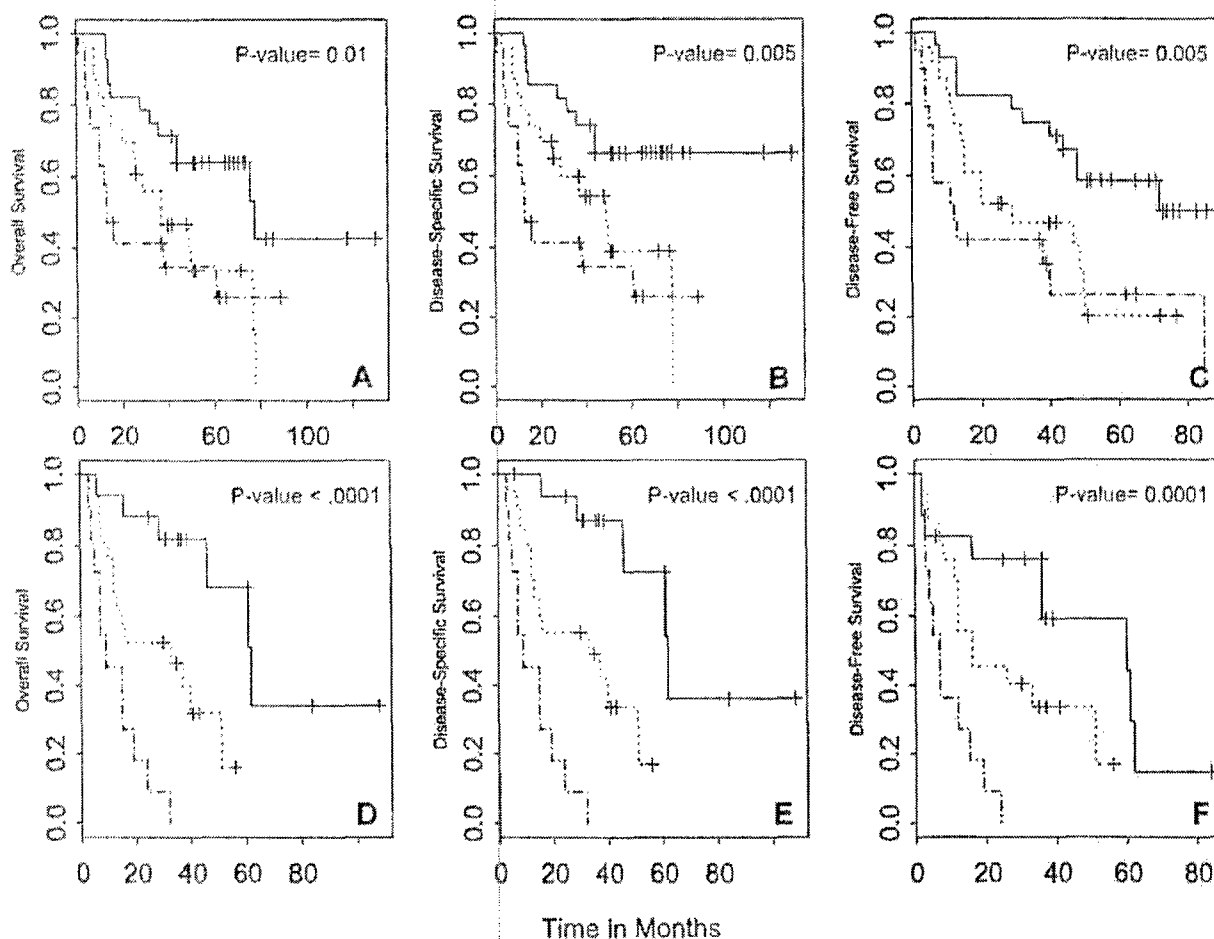 P-value= 0.01
Overall Survival
0.0 0.2 0.4 0.6 0.8 1.0
A
0 20 60 100
P-value= 0.005
Disease-Specific Survival
0.0 0.2 0.4 0.6 0.8 1.0
B
0 20 60 100
P-value= 0.005
Disease-Free Survival
0.0 0.2 0.4 0.6 0.8 1.0
C
0 20 40 60 80
P-value < .0001
Overall Survival
0.0 0.2 0.4 0.6 0.8 1.0
D
0 20 40 60 80
P-value < .0001
Disease-Specific Survival
0.0 0.2 0.4 0.6 0.8 1.0
E
0 20 40 60 80
P-value= 0.0001
Disease-Free Survival
0.0 0.2 0.4 0.6 0.8 1.0
F
0 20 40 60 80
Time in Months